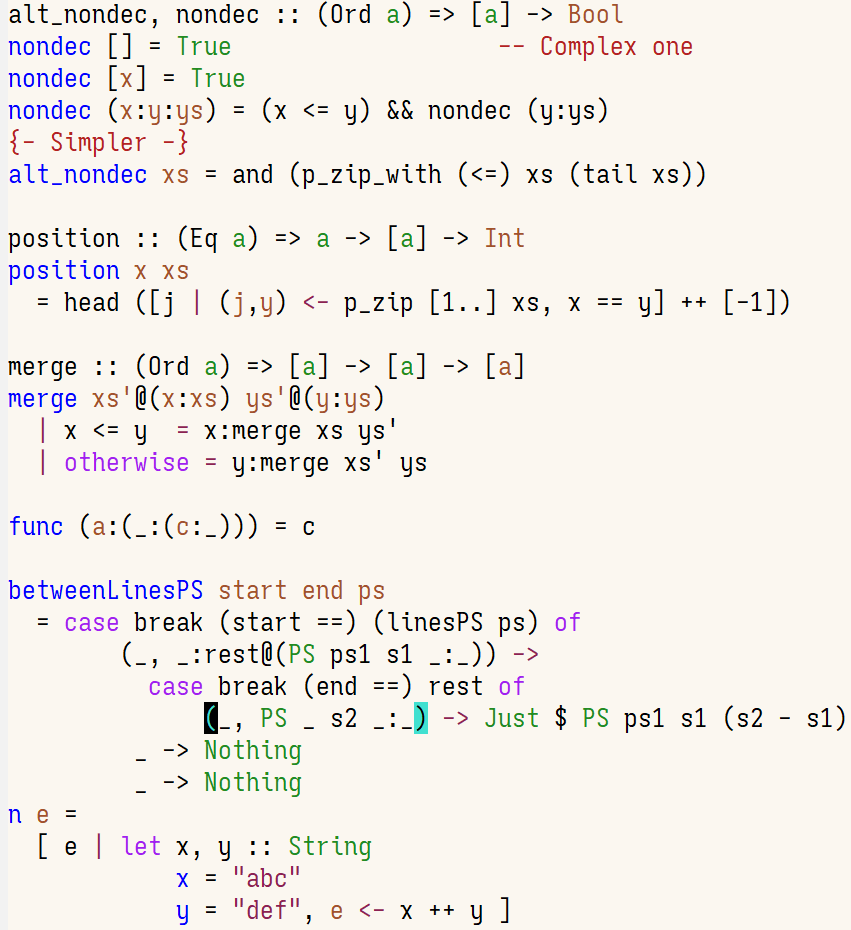 alt_nondec, nondec :: (Ord a) => [a] -> Bool
nondec [] = True                   -- Complex one
nondec [x] = True
nondec (x:y:ys) = (x <= y) && nondec (y:ys)
{- Simpler -}
alt_nondec xs = and (p_zip_with (<=) xs (tail xs))

position :: (Eq a) => a -> [a] -> Int
position x xs
  = head ([j | (j,y) <- p_zip [1..] xs, x == y] ++ [-1])

merge :: (Ord a) => [a] -> [a] -> [a]
merge xs'@(x:xs) ys'@(y:ys)
  | x <= y  = x:merge xs ys'
  | otherwise = y:merge xs' ys

func (a:(_:(c:_))) = c

betweenLinesPS start end ps
  = case break (start ==) (linesPS ps) of
        (_, _:rest@(PS ps1 s1 _:_)) ->
          case break (end ==) rest of
              (_, PS _ s2 _:_) -> Just $ PS ps1 s1 (s2 - s1)
         _ -> Nothing
         _ -> Nothing
n e =
  [ e | let x, y :: String
            x = "abc"
            y = "def", e <- x ++ y ]